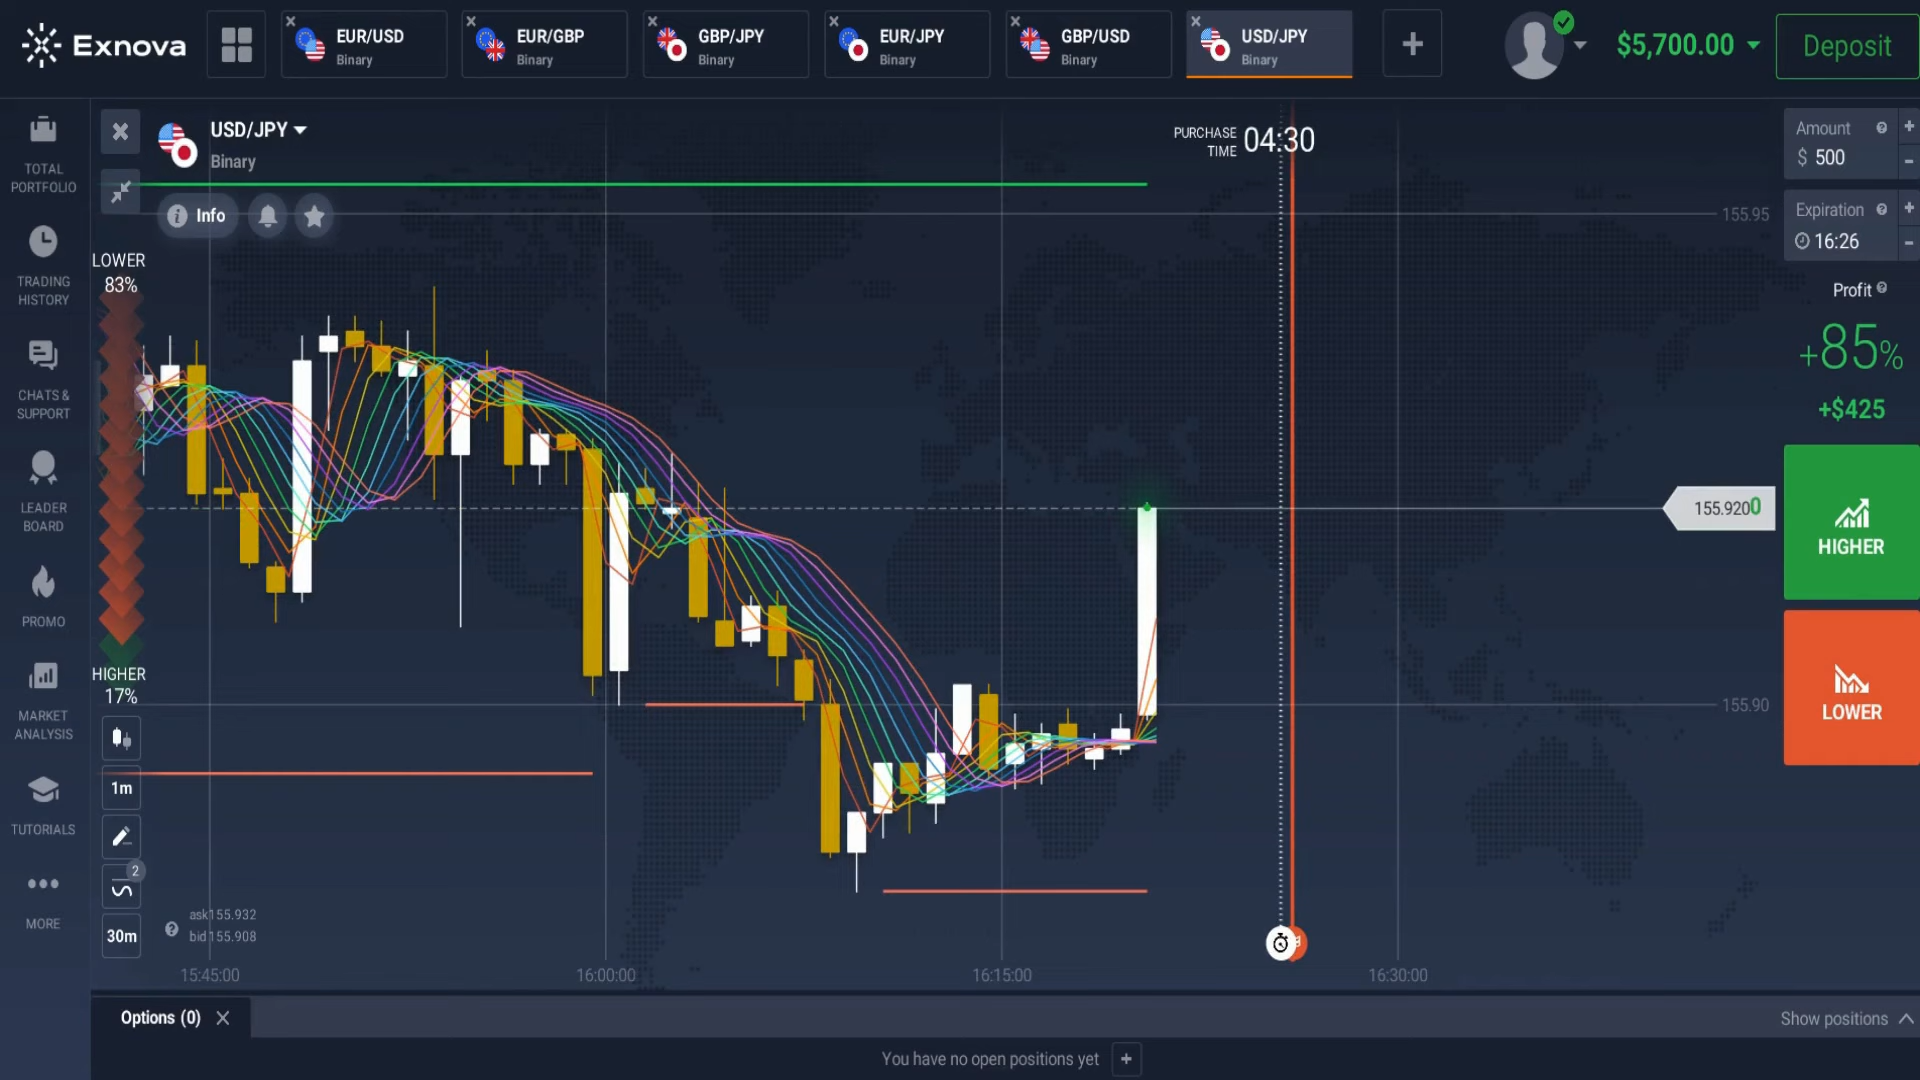 Exnova
EUR/USD
Binary
EUR/GBP
Binary
GBP/JPY
Binary
EUR/JPY
Binary
GBP/USD
Binary
USD/JPY
Binary
$5,700.00
Deposit
TOTAL
PORTFOLIO
TRADING
HISTORY
CHATS &
SUPPORT
LEADER
BOARD
PROMO
MARKET
ANALYSIS
TUTORIALS
MORE
USD/JPY
Binary
Info
LOWER
83%
HIGHER
17%
1m
2
30m
ask 155.932
bid 155.908
PURCHASE
TIME
04:30
155.95
155.9200
155.90
15:45:00
16:00:00
16:15:00
16:30:00
Amount
$ 500
Expiration
16:26
Profit
+85%
+$425
HIGHER
LOWER
Options (0)
Show positions
You have no open positions yet